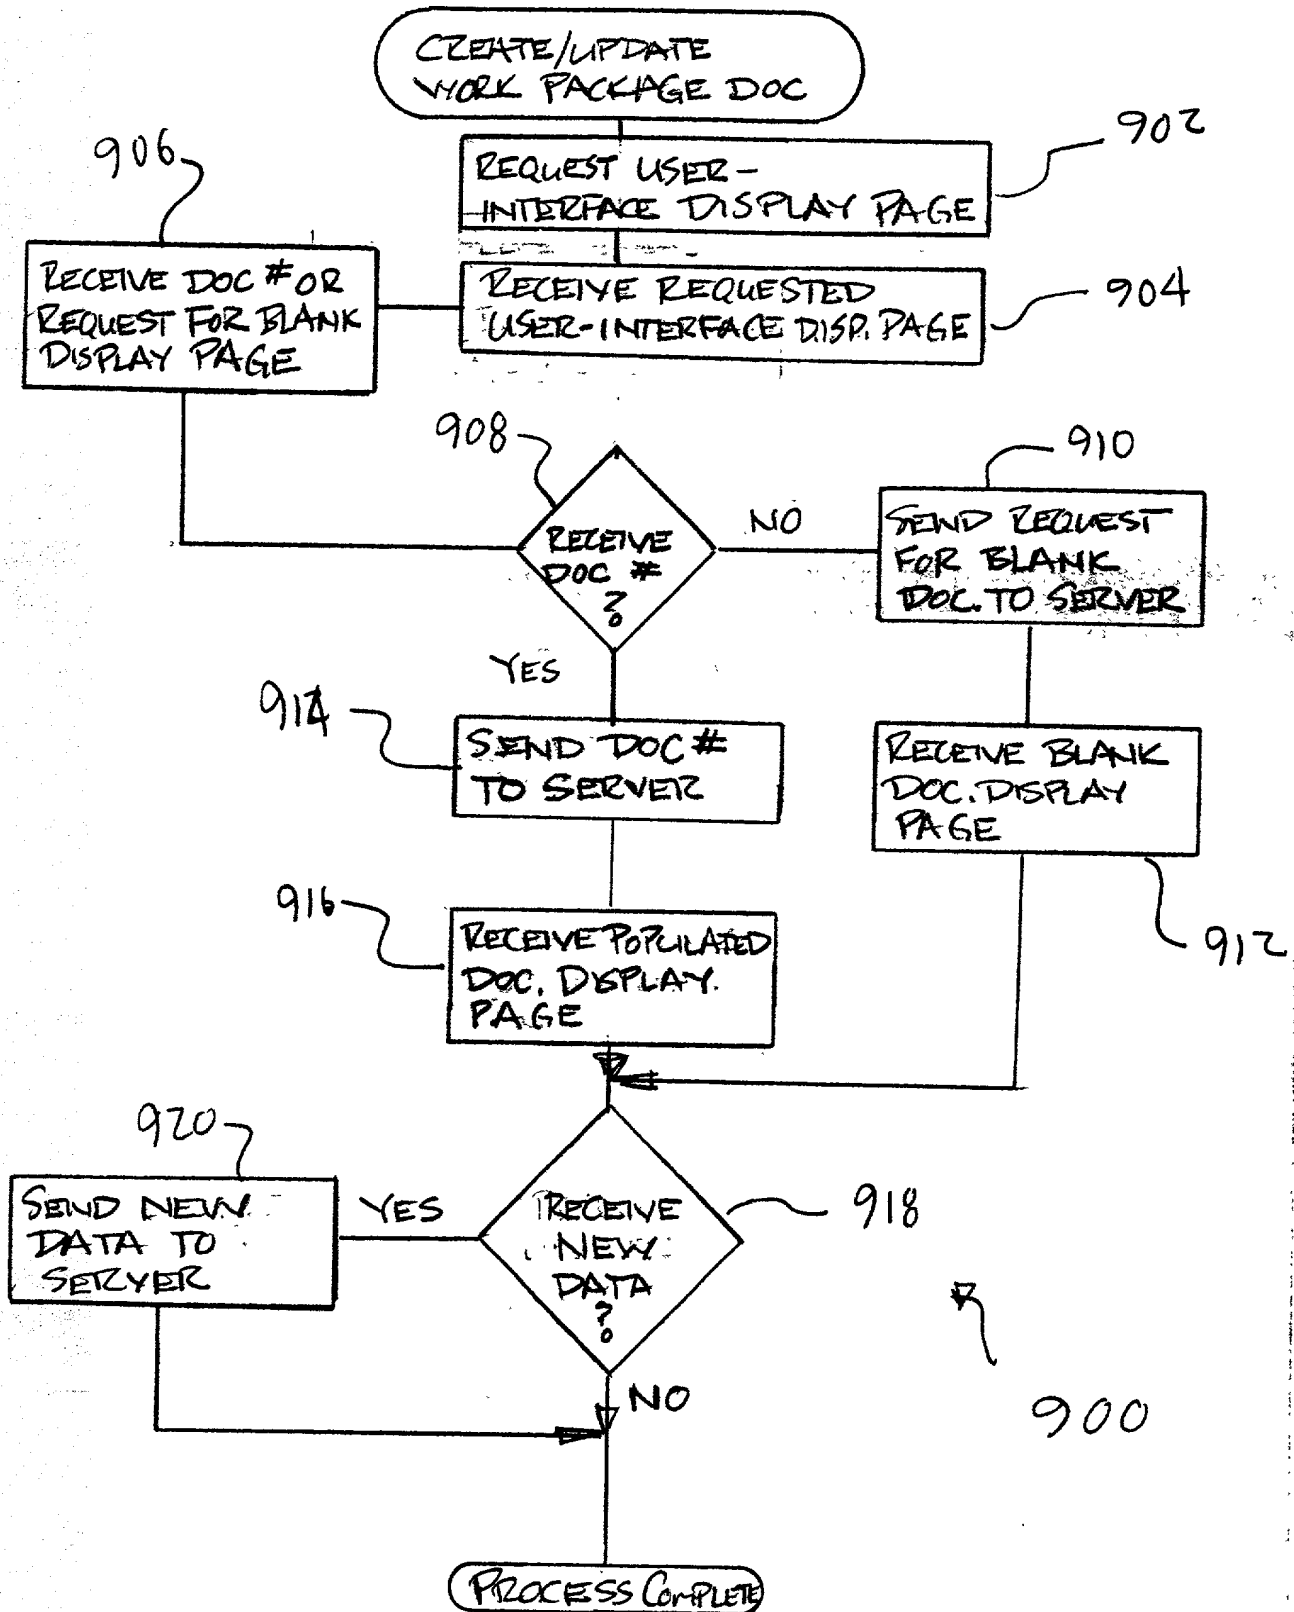 CREATE/UPDATE
WORK PACKAGE DOC
902
REQUEST USER-
INTERFACE DISPLAY PAGE
906
RECEIVE DOC # OR
REQUEST FOR BLANK
DISPLAY PAGE
RECEIVE REQUESTED
USER-INTERFACE DISP. PAGE
904
908
RECEIVE
DOC #
?
NO
910
SEND REQUEST
FOR BLANK
DOC. TO SERVER
YES
914
SEND DOC #
TO SERVER
RECEIVE BLANK
DOC. DISPLAY
PAGE
912
916
RECEIVE POPULATED
DOC. DISPLAY
PAGE
920
SEND NEW
DATA TO
SERVER
YES
RECEIVE
NEW
DATA
?
918
NO
900
PROCESS COMPLETE